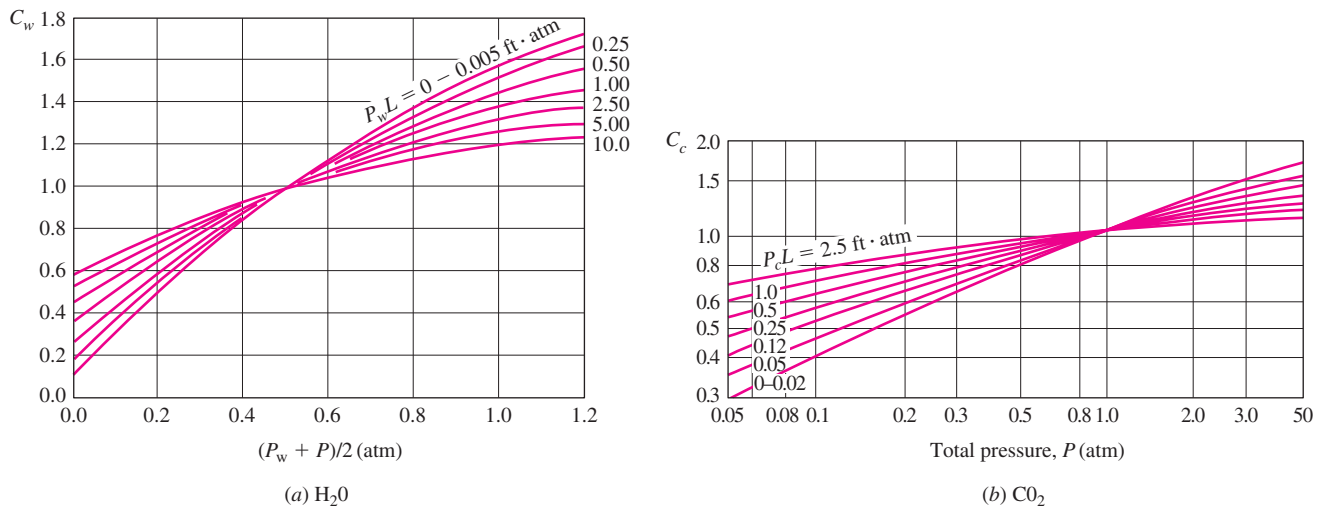 C_w 1.8
1.6
1.4
1.2
1.0
0.8
0.6
0.4
0.2
0.0
P_wL = 0 − 0.005 ft · atm
0.25
0.50
1.00
2.50
5.00
10.0
0.0 0.2 0.4 0.6 0.8 1.0 1.2
(P_w + P)/2 (atm)
(a) H_20
C_c 2.0
1.5
1.0
0.8
0.6
0.5
0.4
0.3
P_cL = 2.5 ft · atm
1.0
0.5
0.25
0.12
0.05
0–0.02
0.05 0.08 0.1 0.2 0.3 0.5 0.8 1.0 2.0 3.0 50
Total pressure, P (atm)
(b) C0_2